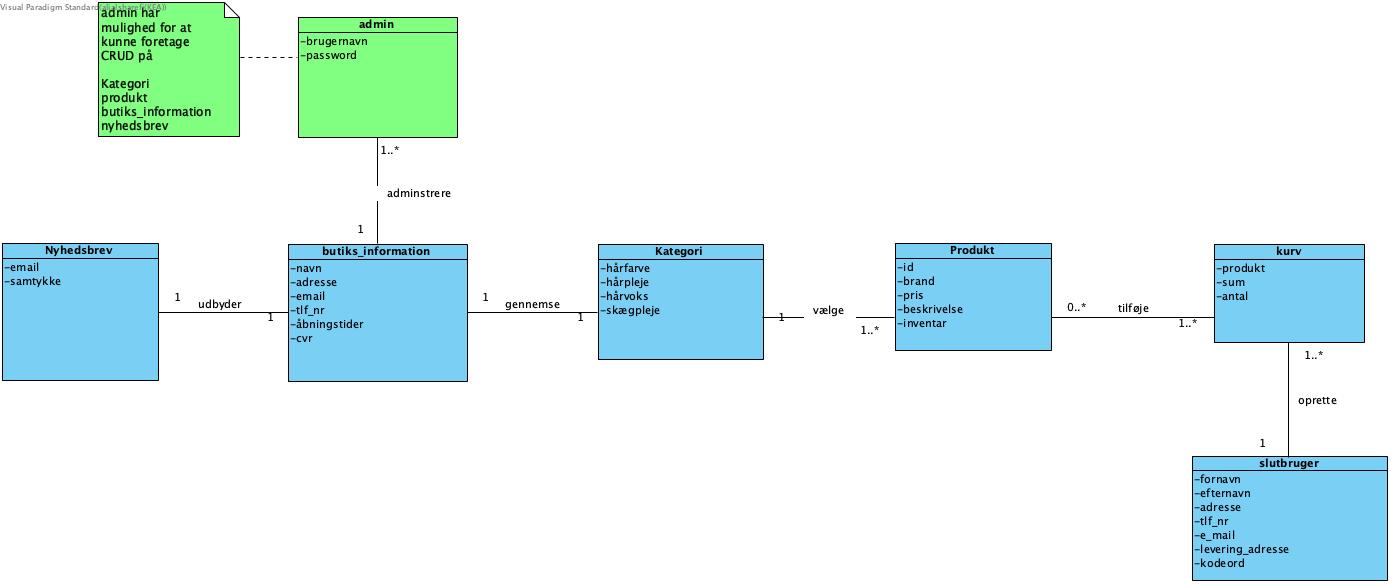 Visual Paradigm Standard
admin har
mulighed for at
kunne foretage
CRUD på
Kategori
produkt
butiks_information
nyhedsbrev
admin
-brugernavn
-password
1..*
adminstrere
1
Nyhedsbrev
-email
-samtykke
1
udbyder
1
butiks_information
-navn
-adresse
-email
-tlf_nr
-åbningstider
-cvr
1
gennemse
1
Kategori
-hårfarve
-hårpleje
-hårvoks
-skægpleje
1
vælge
1..*
Produkt
-id
-brand
-pris
-beskrivelse
-inventar
0..*
tilføje
1..*
kurv
-produkt
-sum
-antal
1..*
oprette
1
slutbruger
-fornavn
-efternavn
-adresse
-tlf_nr
-e_mail
-levering_adresse
-kodeord